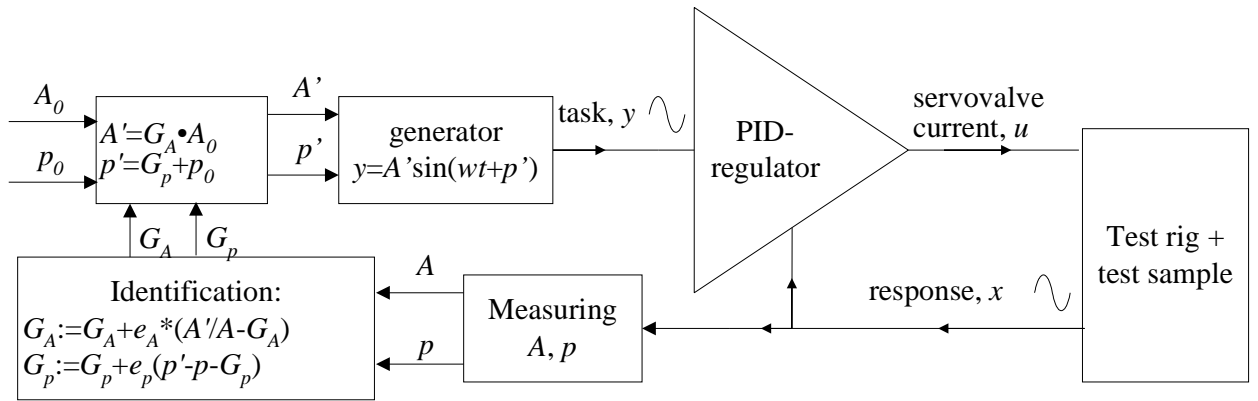 A0
p0
A'=GA•A0
p'=Gp+p0
A’
p’
generator
y=A’sin(wt+p’)
task, y
PID-
regulator
servovalve
current, u
Test rig +
test sample
response, x
Measuring
A, p
A
p
GA
Gp
Identification:
GA:=GA+eA*(A'/A-GA)
Gp:=Gp+ep(p'-p-Gp)